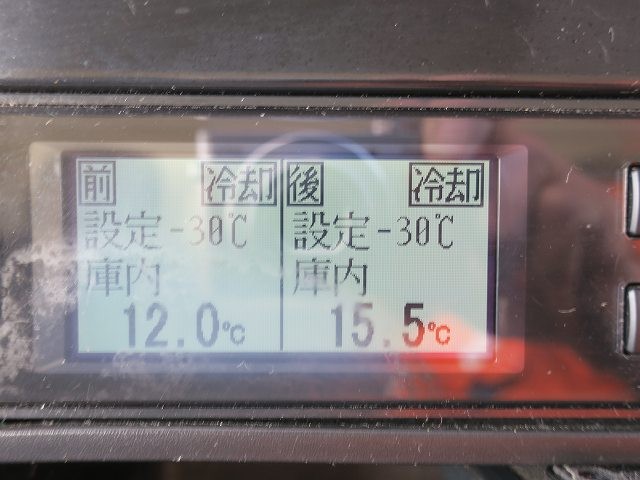 前 冷却
設定-30℃
庫内
12.0℃
後 冷却
設定-30℃
庫内
15.5℃